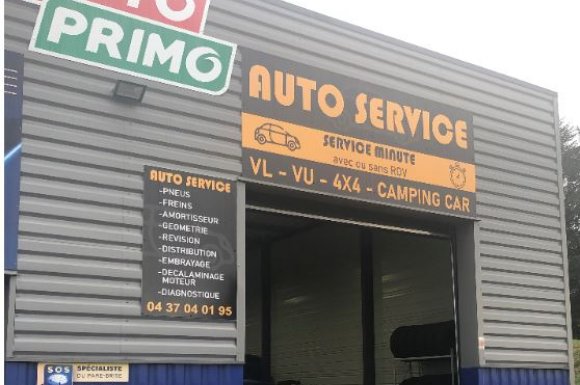 PRIMO
AUTO SERVICE
SERVICE MINUTE
avec ou sans RDV
VL - VU - 4X4 - CAMPING CAR
AUTO SERVICE
-PNEUS
-FREINS
-AMORTISSEUR
-GEOMETRIE
-REVISION
-DISTRIBUTION
-EMBRAYAGE
-DECALAMINAGE
MOTEUR
-DIAGNOSTIQUE
04 37 04 01 95
SOS
SPÉCIALISTE
DU PARE-BRISE